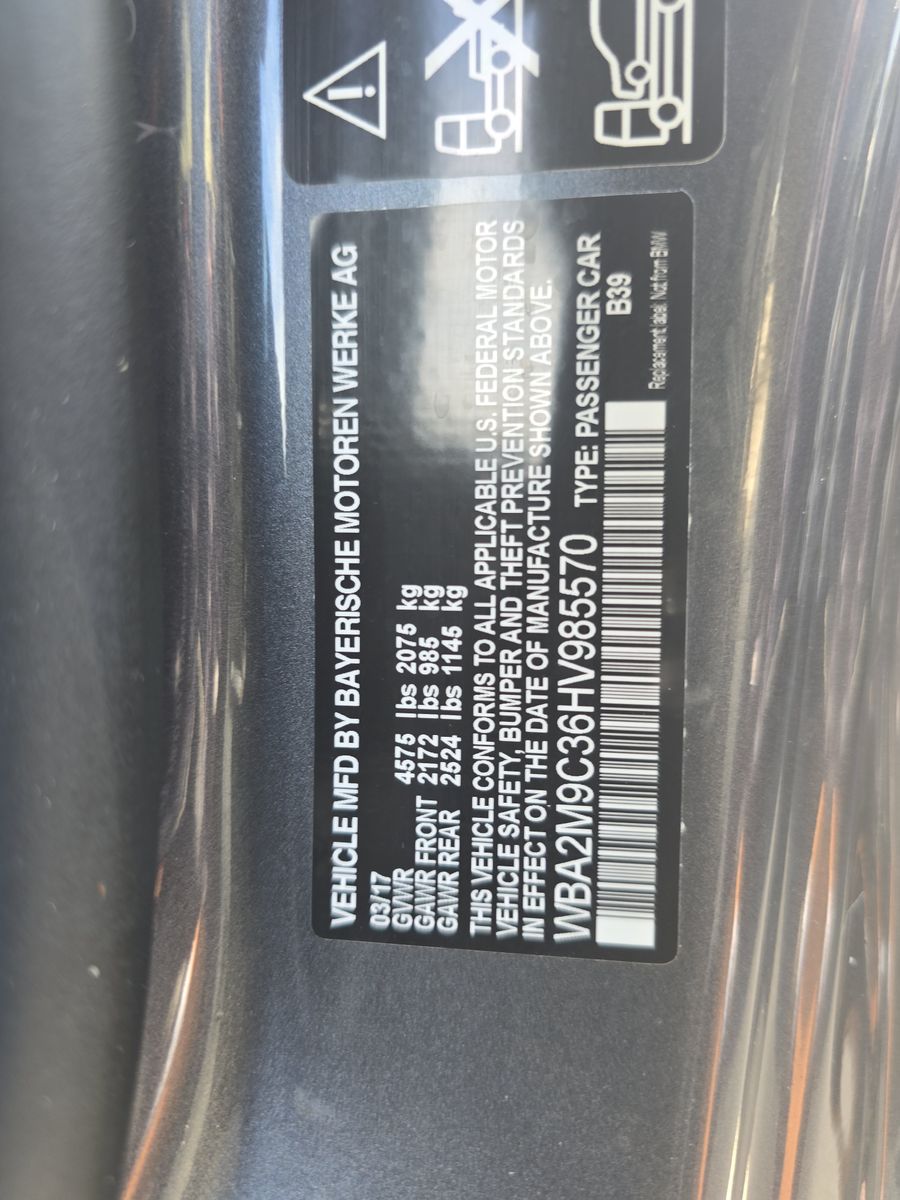 VEHICLE MFD BY BAYERISCHE MOTOREN WERKE AG
03/17
GVWR 4575 lbs 2075 kg
GAWR FRONT 2172 lbs 985 kg
GAWR REAR 2524 lbs 1145 kg
THIS VEHICLE CONFORMS TO ALL APPLICABLE U.S. FEDERAL MOTOR
VEHICLE SAFETY, BUMPER AND THEFT PREVENTION STANDARDS
IN EFFECT ON THE DATE OF MANUFACTURE SHOWN ABOVE.
WBA2M9C36HV985570 TYPE: PASSENGER CAR
B39
Replacement label. Not from BMW